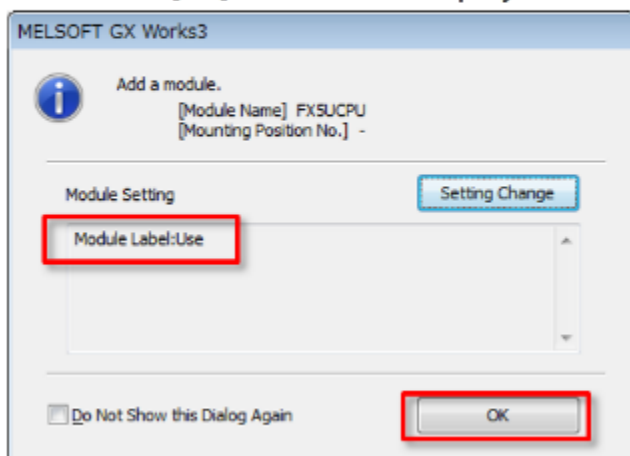 MELSOFT GX Works3
Add a module.
[Module Name] FX5UCPU
[Mounting Position No.] -
Module Setting
Setting Change
Module Label:Use
Do Not Show this Dialog Again
OK